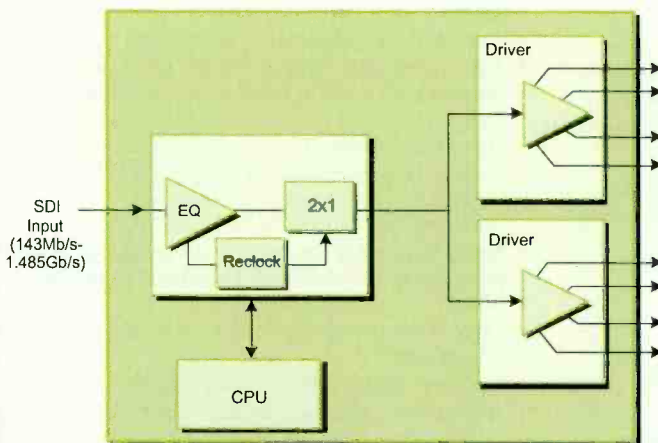 Driver
EQ
2x1
SDI
Input
(143Mb/s-
1.485Gb/s)
Reclock
Driver
CPU